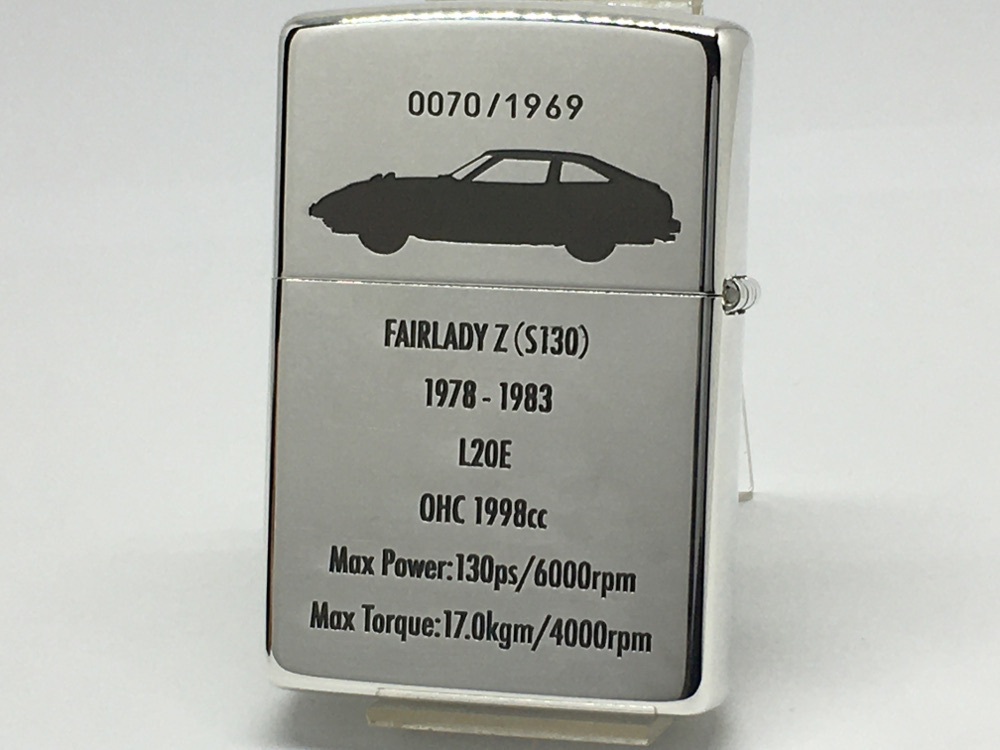 0070/1969
FAIRLADY Z (S130)
1978 - 1983
L20E
OHC 1998cc
Max Power:130ps/6000rpm
Max Torque:17.0kgm/4000rpm